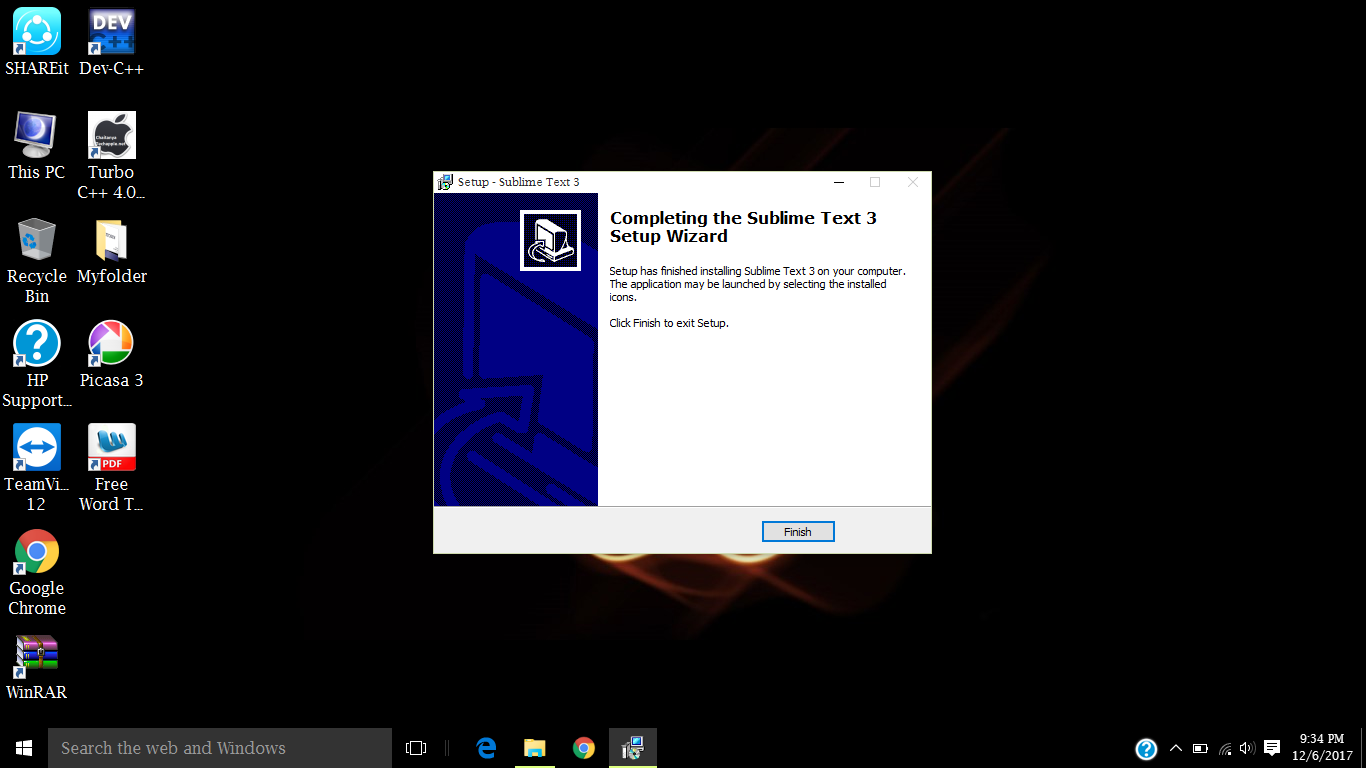 SHAREit
DEV
C++
Dev-C++
This PC
Chaitanya
Turbo
C++ 4.0...
Recycle
Bin
Myfolder
?
HP
Support...
Picasa 3
TeamVi...
12
W
PDF
Free
Word T...
Google
Chrome
WinRAR
Setup - Sublime Text 3
Completing the Sublime Text 3
Setup Wizard
Setup has finished installing Sublime Text 3 on your computer.
The application may be launched by selecting the installed
icons.
Click Finish to exit Setup.
Finish
Search the web and Windows
?
9:34 PM
12/6/2017